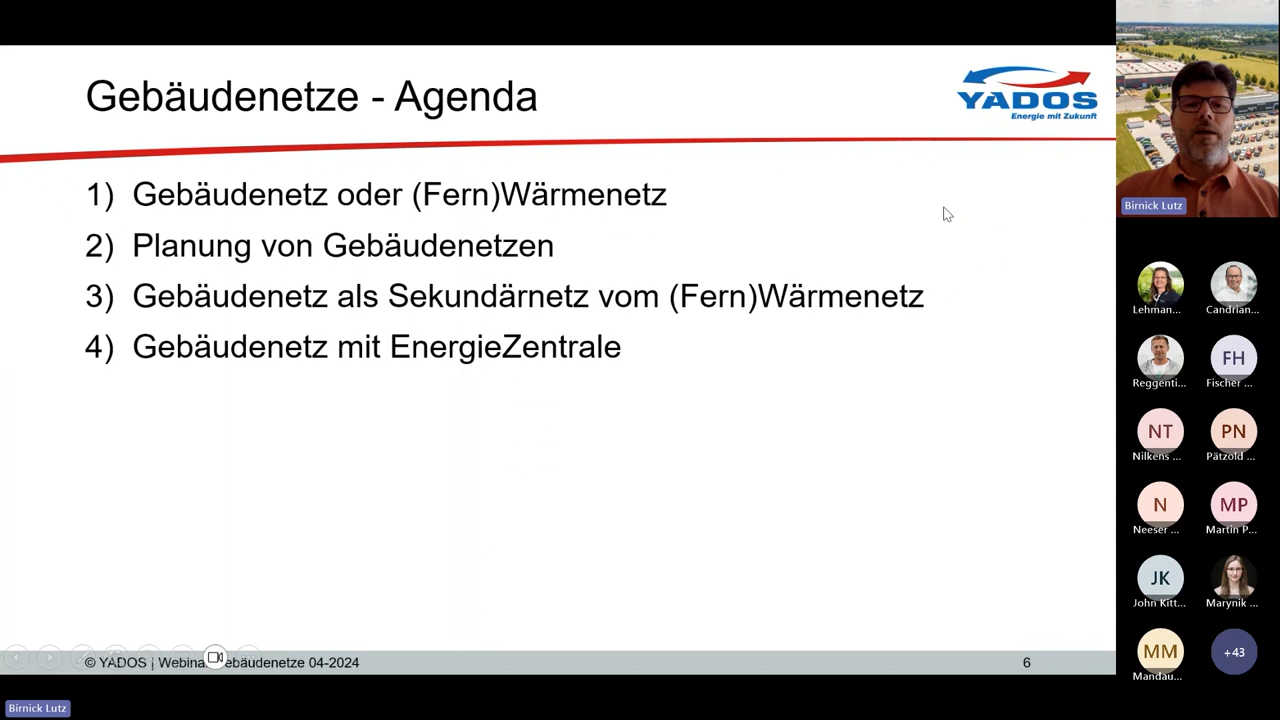 Gebäudenetze - Agenda
YADOS
Energie mit Zukunft
1) Gebäudenetz oder (Fern)Wärmenetz
2) Planung von Gebäudenetzen
3) Gebäudenetz als Sekundärnetz vom (Fern)Wärmenetz
4) Gebäudenetz mit EnergieZentrale
© YADOS | Webina ebäudenetze 04-2024
6
Birnick Lutz
Birnick Lutz
Lehman...
Candrian...
Reggenti...
FH
Fischer ...
NT
Nilkens ...
PN
Pätzold ...
N
Neeser ...
MP
Martin P...
JK
John Kitt...
Marynik ...
MM
Mandau...
+43